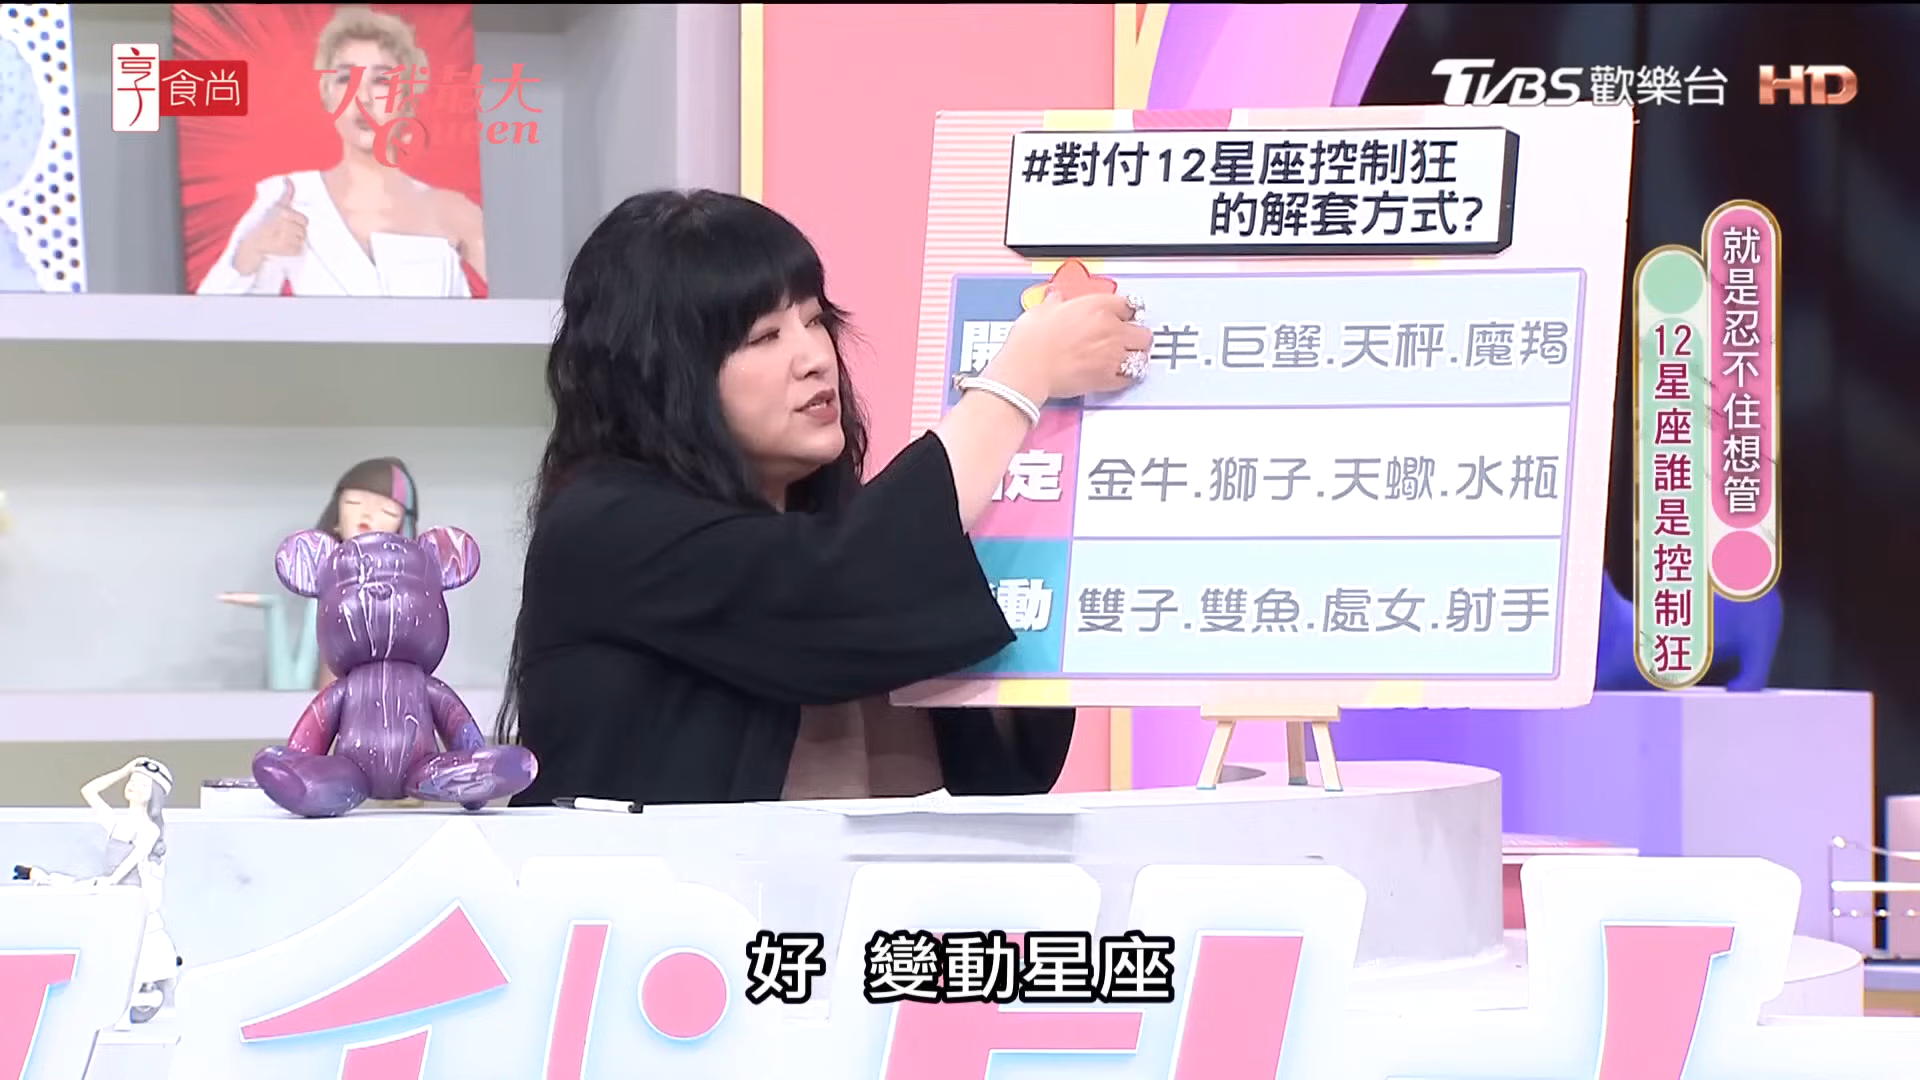 享
食尚
人我最大
Queen
TVBS歡樂台 HD
#對付12星座控制狂
的解套方式?
開
羊.巨蟹.天秤.魔羯
定
金牛.獅子.天蠍.水瓶
動
雙子.雙魚.處女.射手
就是忍不住想管
12星座誰是控制狂
好 變動星座